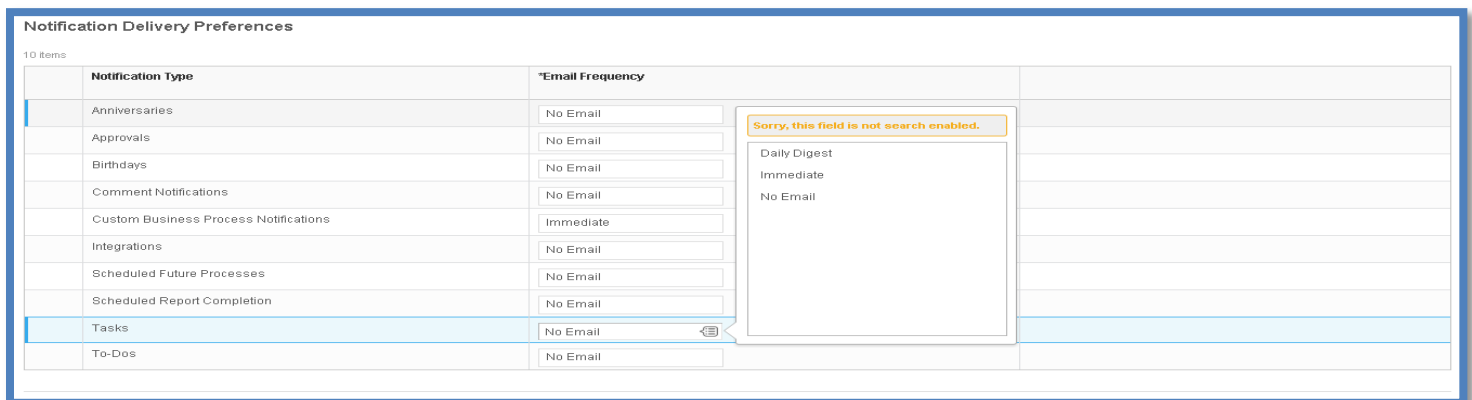 Notification Delivery Preferences
10 items
Notification Type *Email Frequency
Anniversaries No Email
Approvals No Email
Birthdays No Email
Comment Notifications No Email
Custom Business Process Notifications Immediate
Integrations No Email
Scheduled Future Processes No Email
Scheduled Report Completion No Email
Tasks No Email
To-Dos No Email
Sorry, this field is not search enabled.
Daily Digest
Immediate
No Email